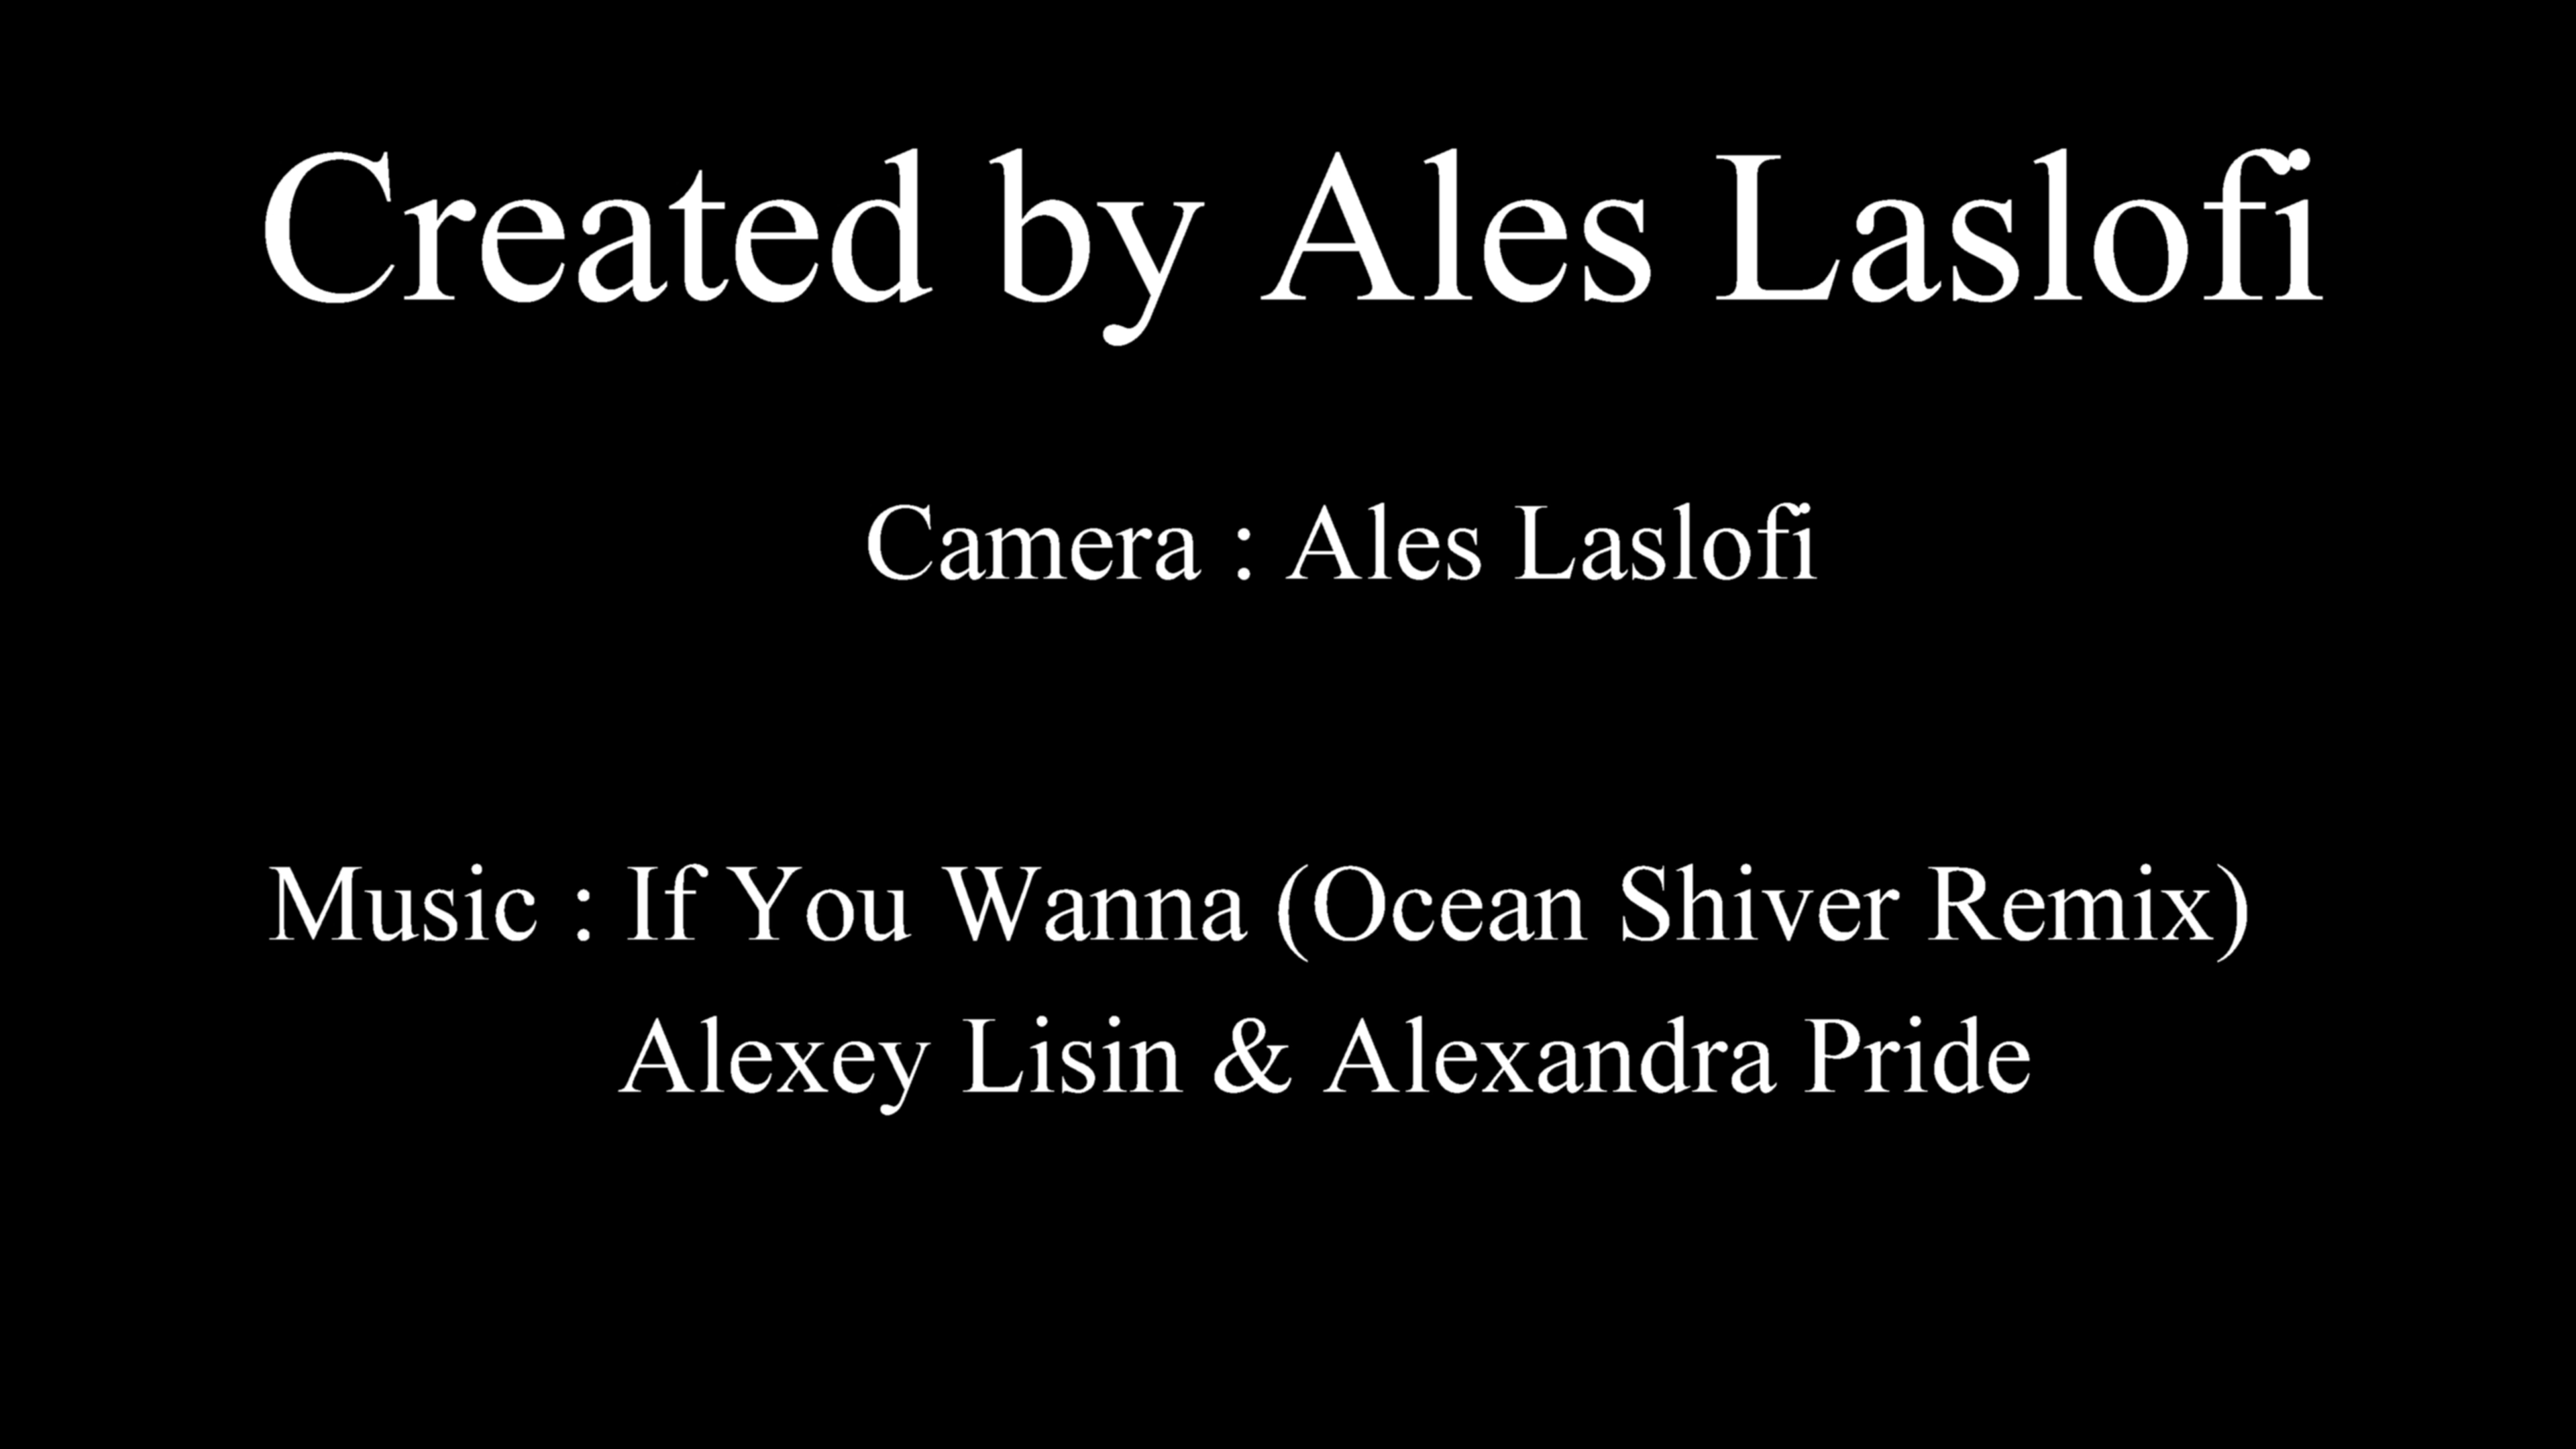 Created by Ales Laslofi
Camera : Ales Laslofi
Music : If You Wanna (Ocean Shiver Remix)
Alexey Lisin & Alexandra Pride